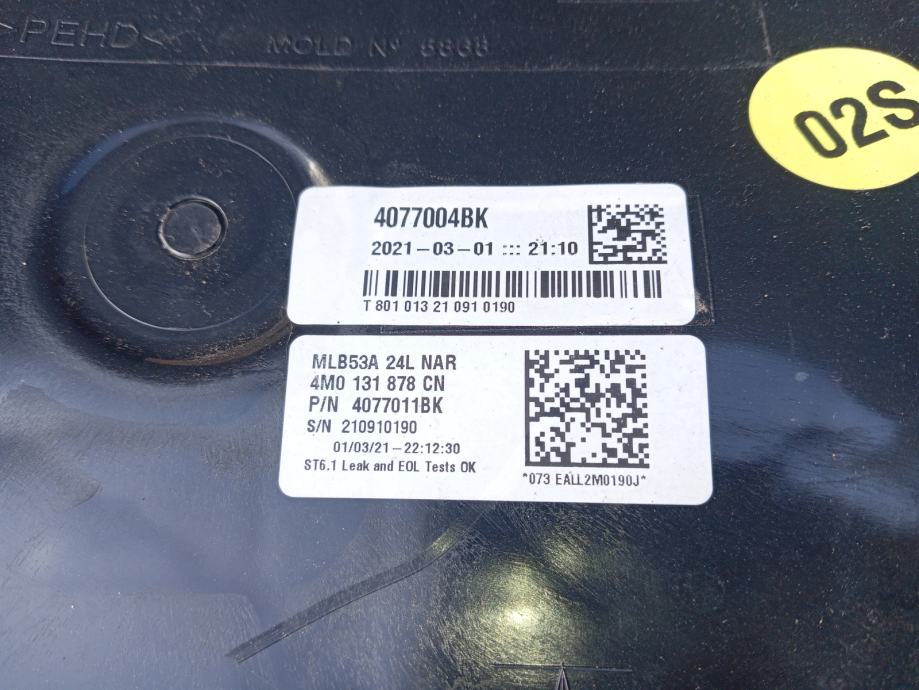 >PEHD<
MOLD Nº 6868
02S
4077004BK
2021-03-01 ::: 21:10
T 801 013 21 091 0190
MLB53A 24L NAR
4M0 131 878 CN
P/N 4077011BK
S/N 210910190
01/03/21-22:12:30
ST6.1 Leak and EOL Tests OK
*073 EALL2M0190J*